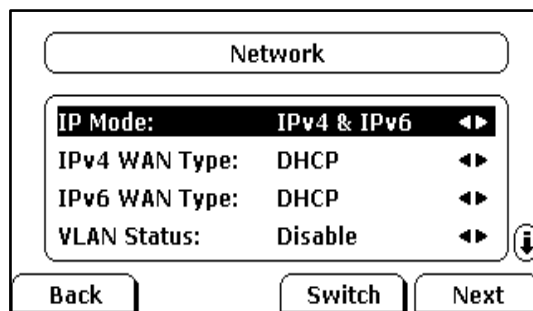 Network
IP Mode: IPv4 & IPv6
IPv4 WAN Type: DHCP
IPv6 WAN Type: DHCP
VLAN Status: Disable
Back Switch Next